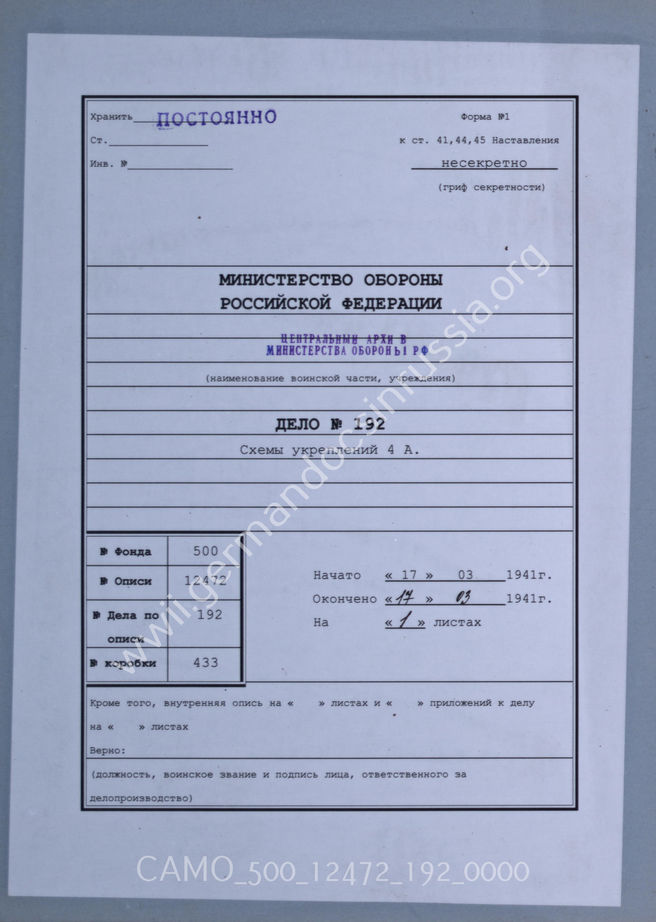 Хранить ПОСТОЯННО
Форма №1
Ст.
к ст. 41,44,45 Наставления
Инв. №
несекретно
(гриф секретности)
МИНИСТЕРСТВО ОБОРОНЫ
РОССИЙСКОЙ ФЕДЕРАЦИИ
ЦЕНТРАЛЬНЫЙ АРХИВ
МИНИСТЕРСТВА ОБОРОНЫ РФ
(наименование воинской части, учреждения)
ДЕЛО № 192
Схемы укреплений 4 А.
№ Фонда 500
№ Описи 12472
№ Дела по описи 192
№ коробки 433
Начато « 17 » 03 1941г.
Окончено « 17 » 03 1941г.
На « 1 » листах
Кроме того, внутренняя опись на « » листах и « » приложений к делу
на « » листах
Верно:
(должность, воинское звание и подпись лица, ответственного за
делопроизводство)
www.germandocsinrussia.org
CAMO_500_12472_192_0000